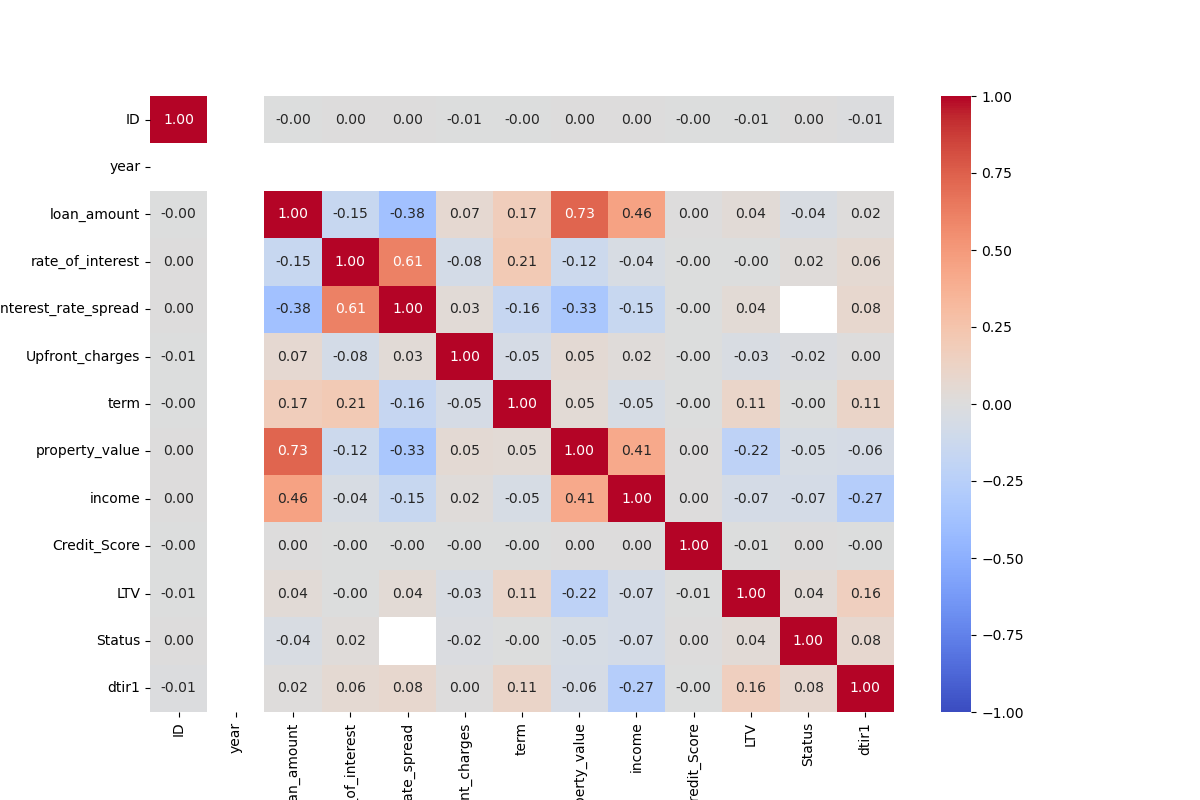 ID 1.00 -0.00 0.00 0.00 -0.01 -0.00 0.00 0.00 -0.00 -0.01 0.00 -0.01
year
loan_amount -0.00 1.00 -0.15 -0.38 0.07 0.17 0.73 0.46 0.00 0.04 -0.04 0.02
rate_of_interest 0.00 -0.15 1.00 0.61 -0.08 0.21 -0.12 -0.04 -0.00 -0.00 0.02 0.06
nterest_rate_spread 0.00 -0.38 0.61 1.00 0.03 -0.16 -0.33 -0.15 -0.00 0.04 0.08
Upfront_charges -0.01 0.07 -0.08 0.03 1.00 -0.05 0.05 0.02 -0.00 -0.03 -0.02 0.00
term -0.00 0.17 0.21 -0.16 -0.05 1.00 0.05 -0.05 -0.00 0.11 -0.00 0.11
property_value 0.00 0.73 -0.12 -0.33 0.05 0.05 1.00 0.41 0.00 -0.22 -0.05 -0.06
income 0.00 0.46 -0.04 -0.15 0.02 -0.05 0.41 1.00 0.00 -0.07 -0.07 -0.27
Credit_Score -0.00 0.00 -0.00 -0.00 -0.00 -0.00 0.00 0.00 1.00 -0.01 0.00 -0.00
LTV -0.01 0.04 -0.00 0.04 -0.03 0.11 -0.22 -0.07 -0.01 1.00 0.04 0.16
Status 0.00 -0.04 0.02 -0.02 -0.00 -0.05 -0.07 0.00 0.04 1.00 0.08
dtir1 -0.01 0.02 0.06 0.08 0.00 0.11 -0.06 -0.27 -0.00 0.16 0.08 1.00
ID
year
an_amount
_of_interest
ate_spread
nt_charges
term
perty_value
income
redit_Score
LTV
Status
dtir1
1.00
0.75
0.50
0.25
0.00
−0.25
−0.50
−0.75
−1.00